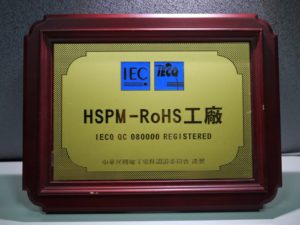 IEC IECQ
HSPM-RoHS工廠
IECQ QC 080000 REGISTERED